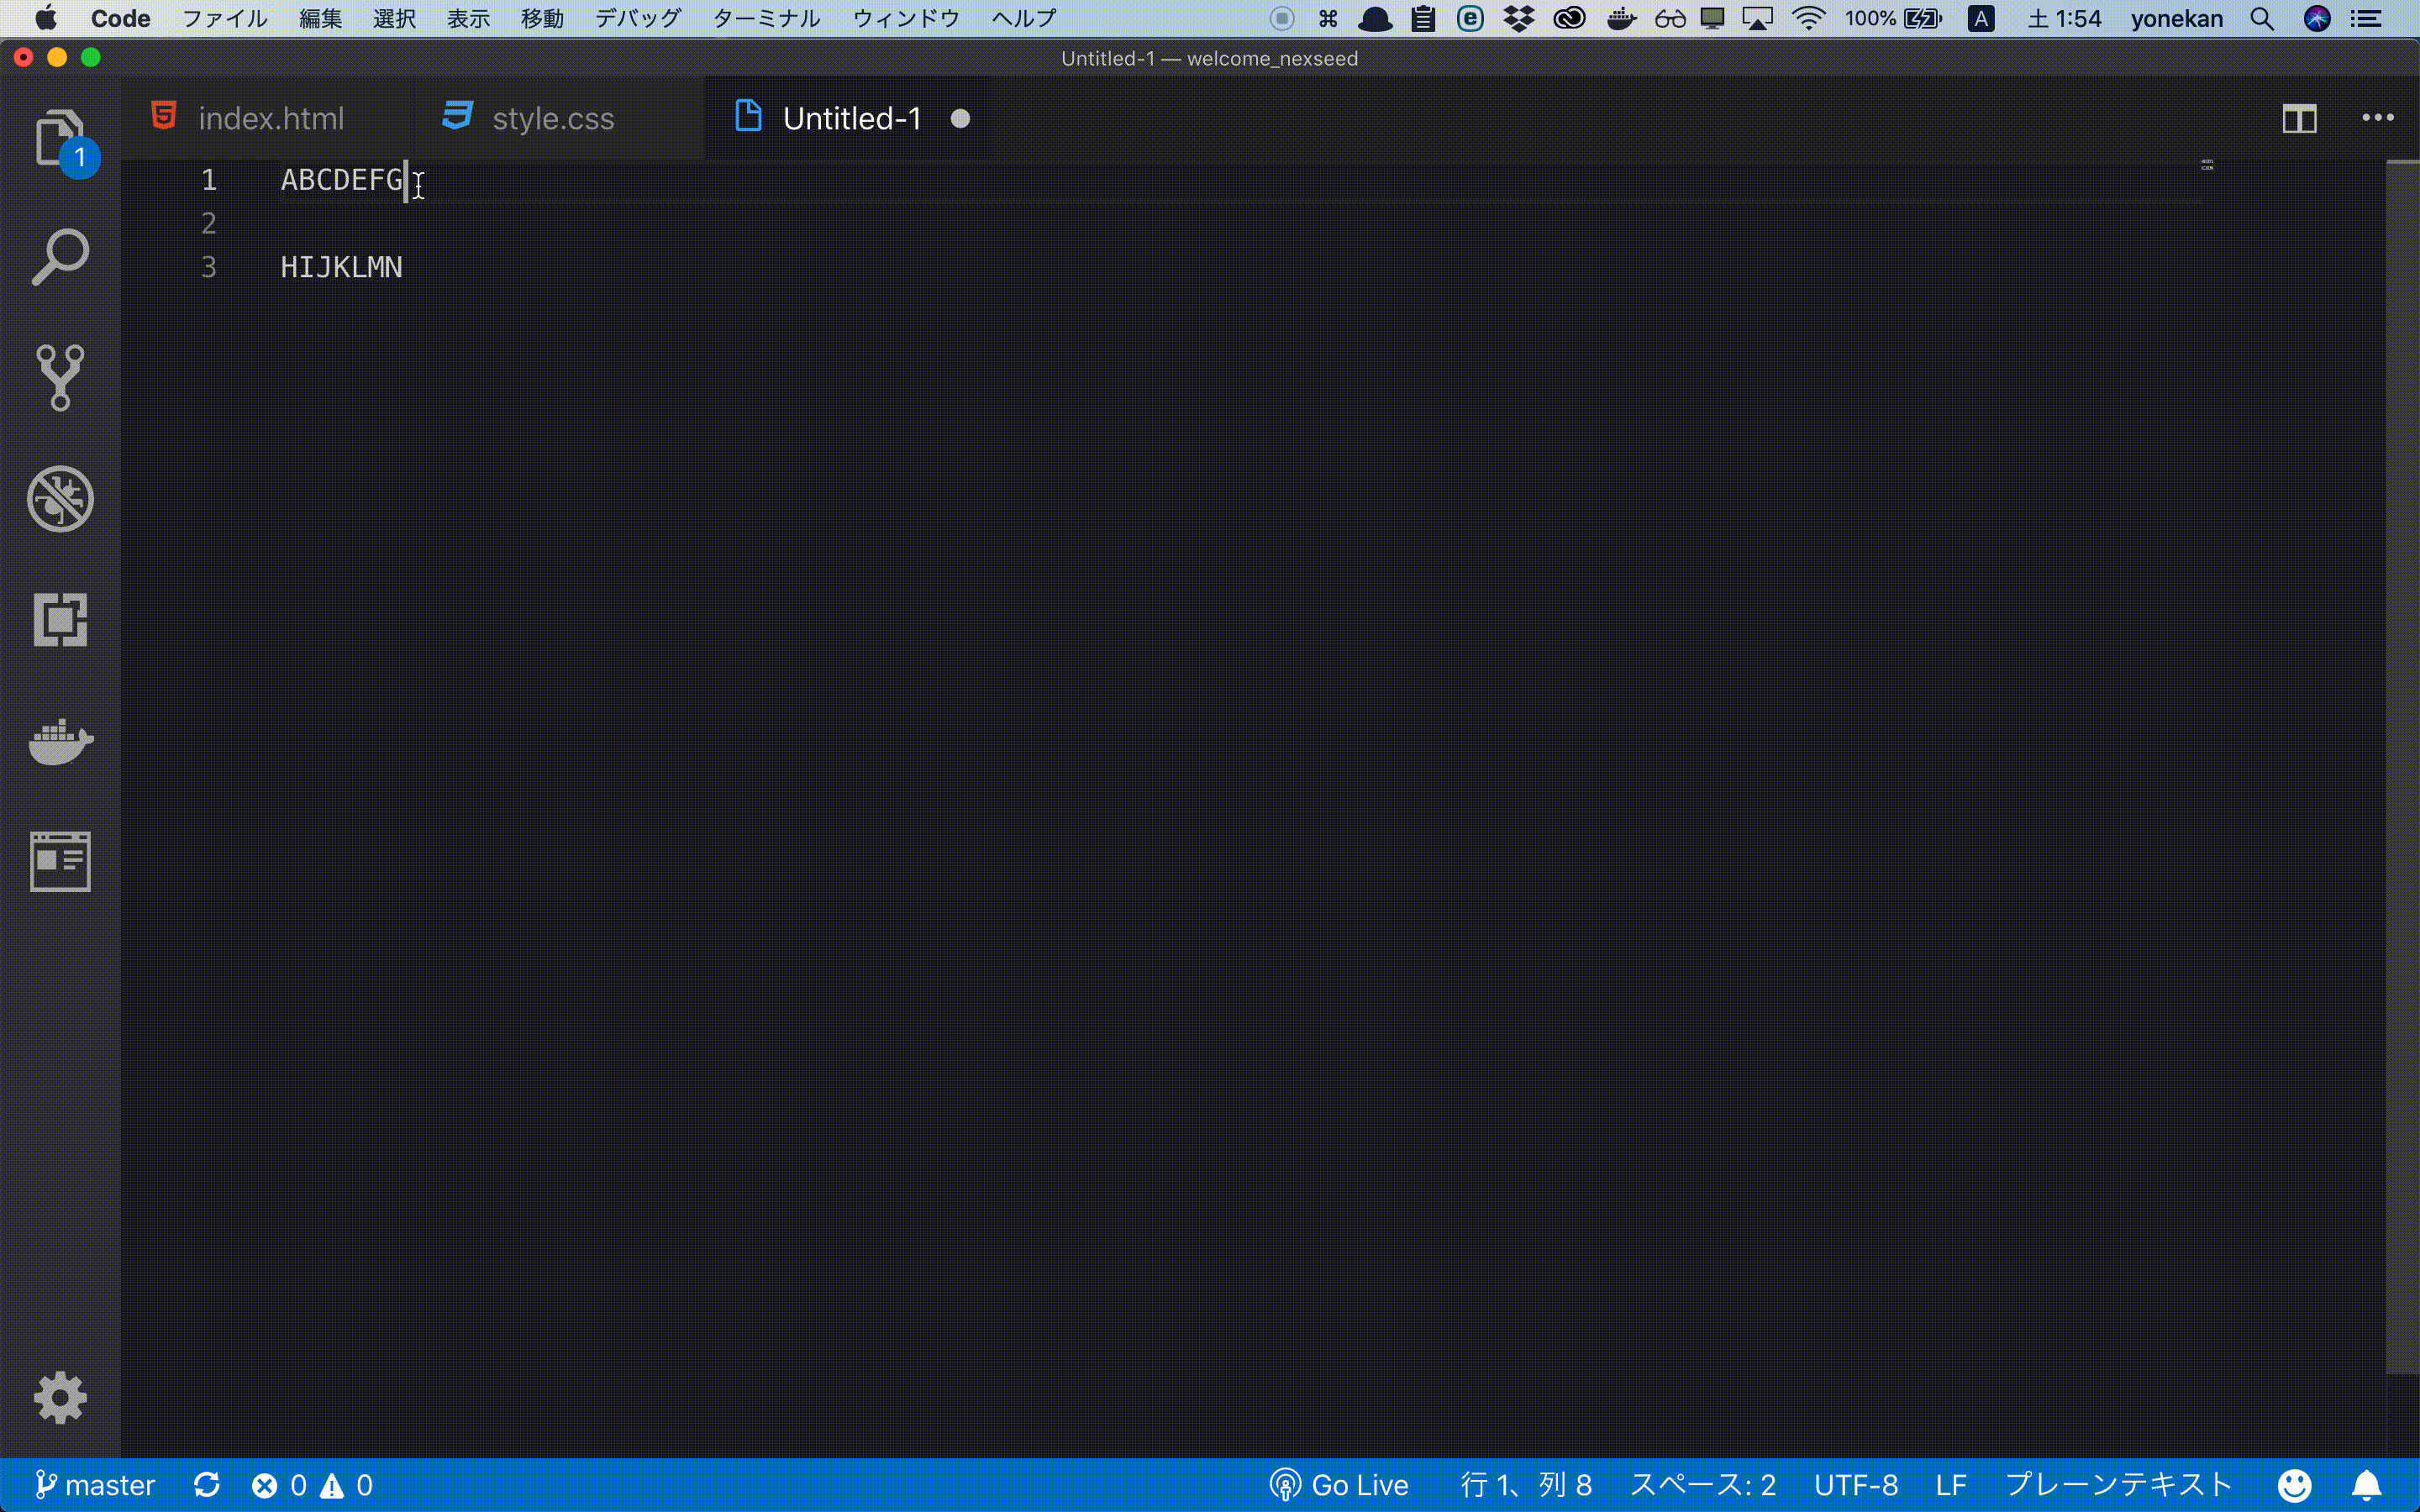 Code ファイル 編集 選択 表示 移動 デバッグ ターミナル ウィンドウ ヘルプ 100% A 土 1:54 yonekan
Untitled-1 — welcome_nexseed
index.html style.css Untitled-1
1
1 ABCDEFG
2
3 HIJKLMN
master 0 0 Go Live 行 1、列 8 スペース: 2 UTF-8 LF プレーンテキスト